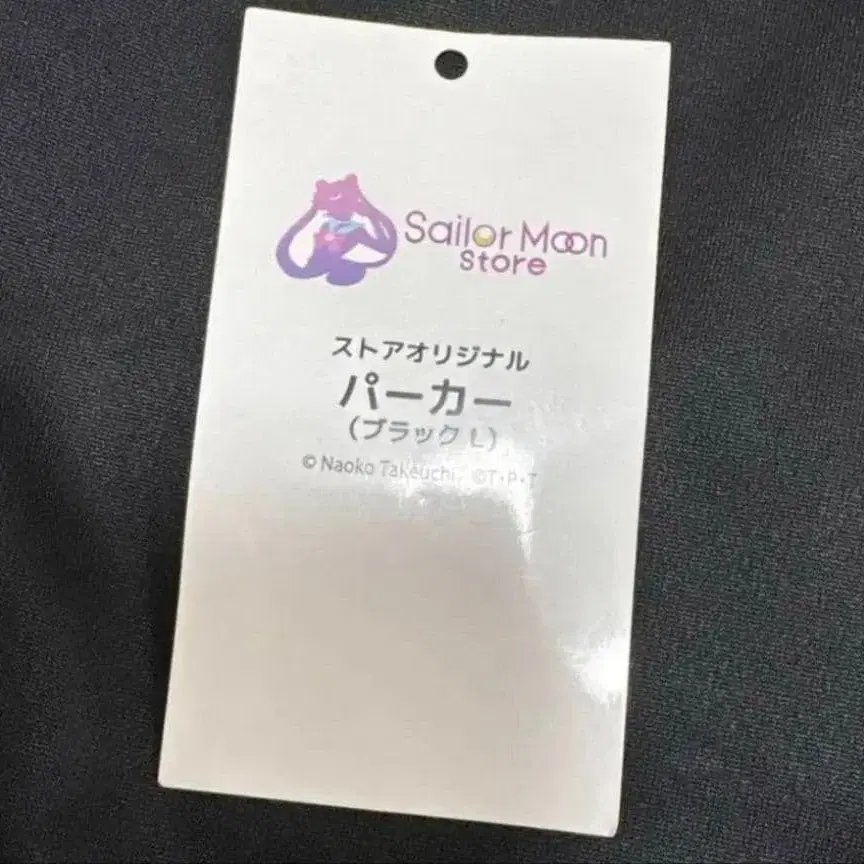 Sailor Moon
store
ストアオリジナル
パーカー
(ブラック L)
© Naoko Takeuchi, ©T・P・T